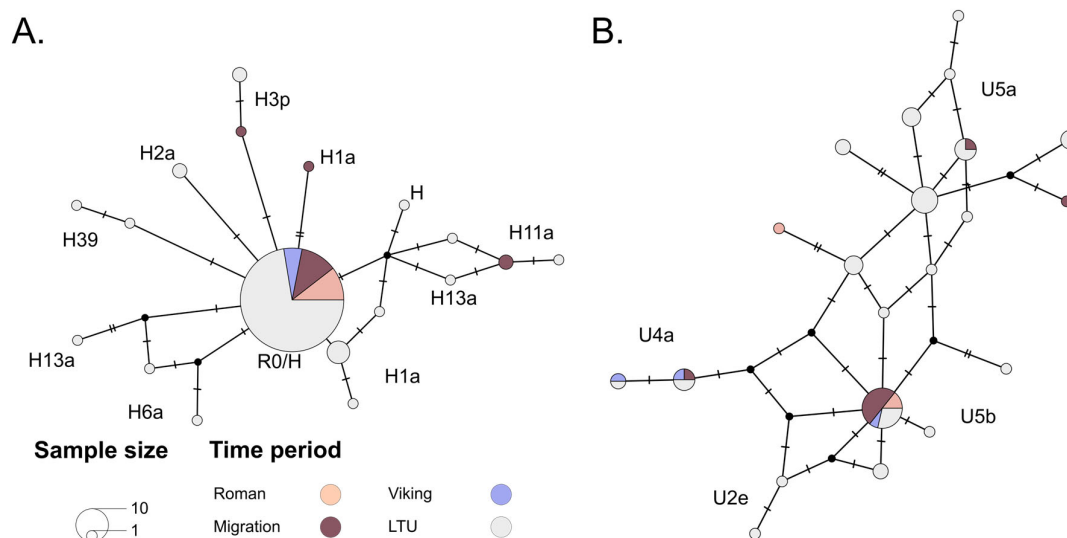 A.
B.
H3p
H2a
H1a
H
H39
H11a
H13a
R0/H
H13a
H1a
H6a
U5a
U4a
U5b
U2e
Sample size
10
1
Time period
Roman
Viking
Migration
LTU